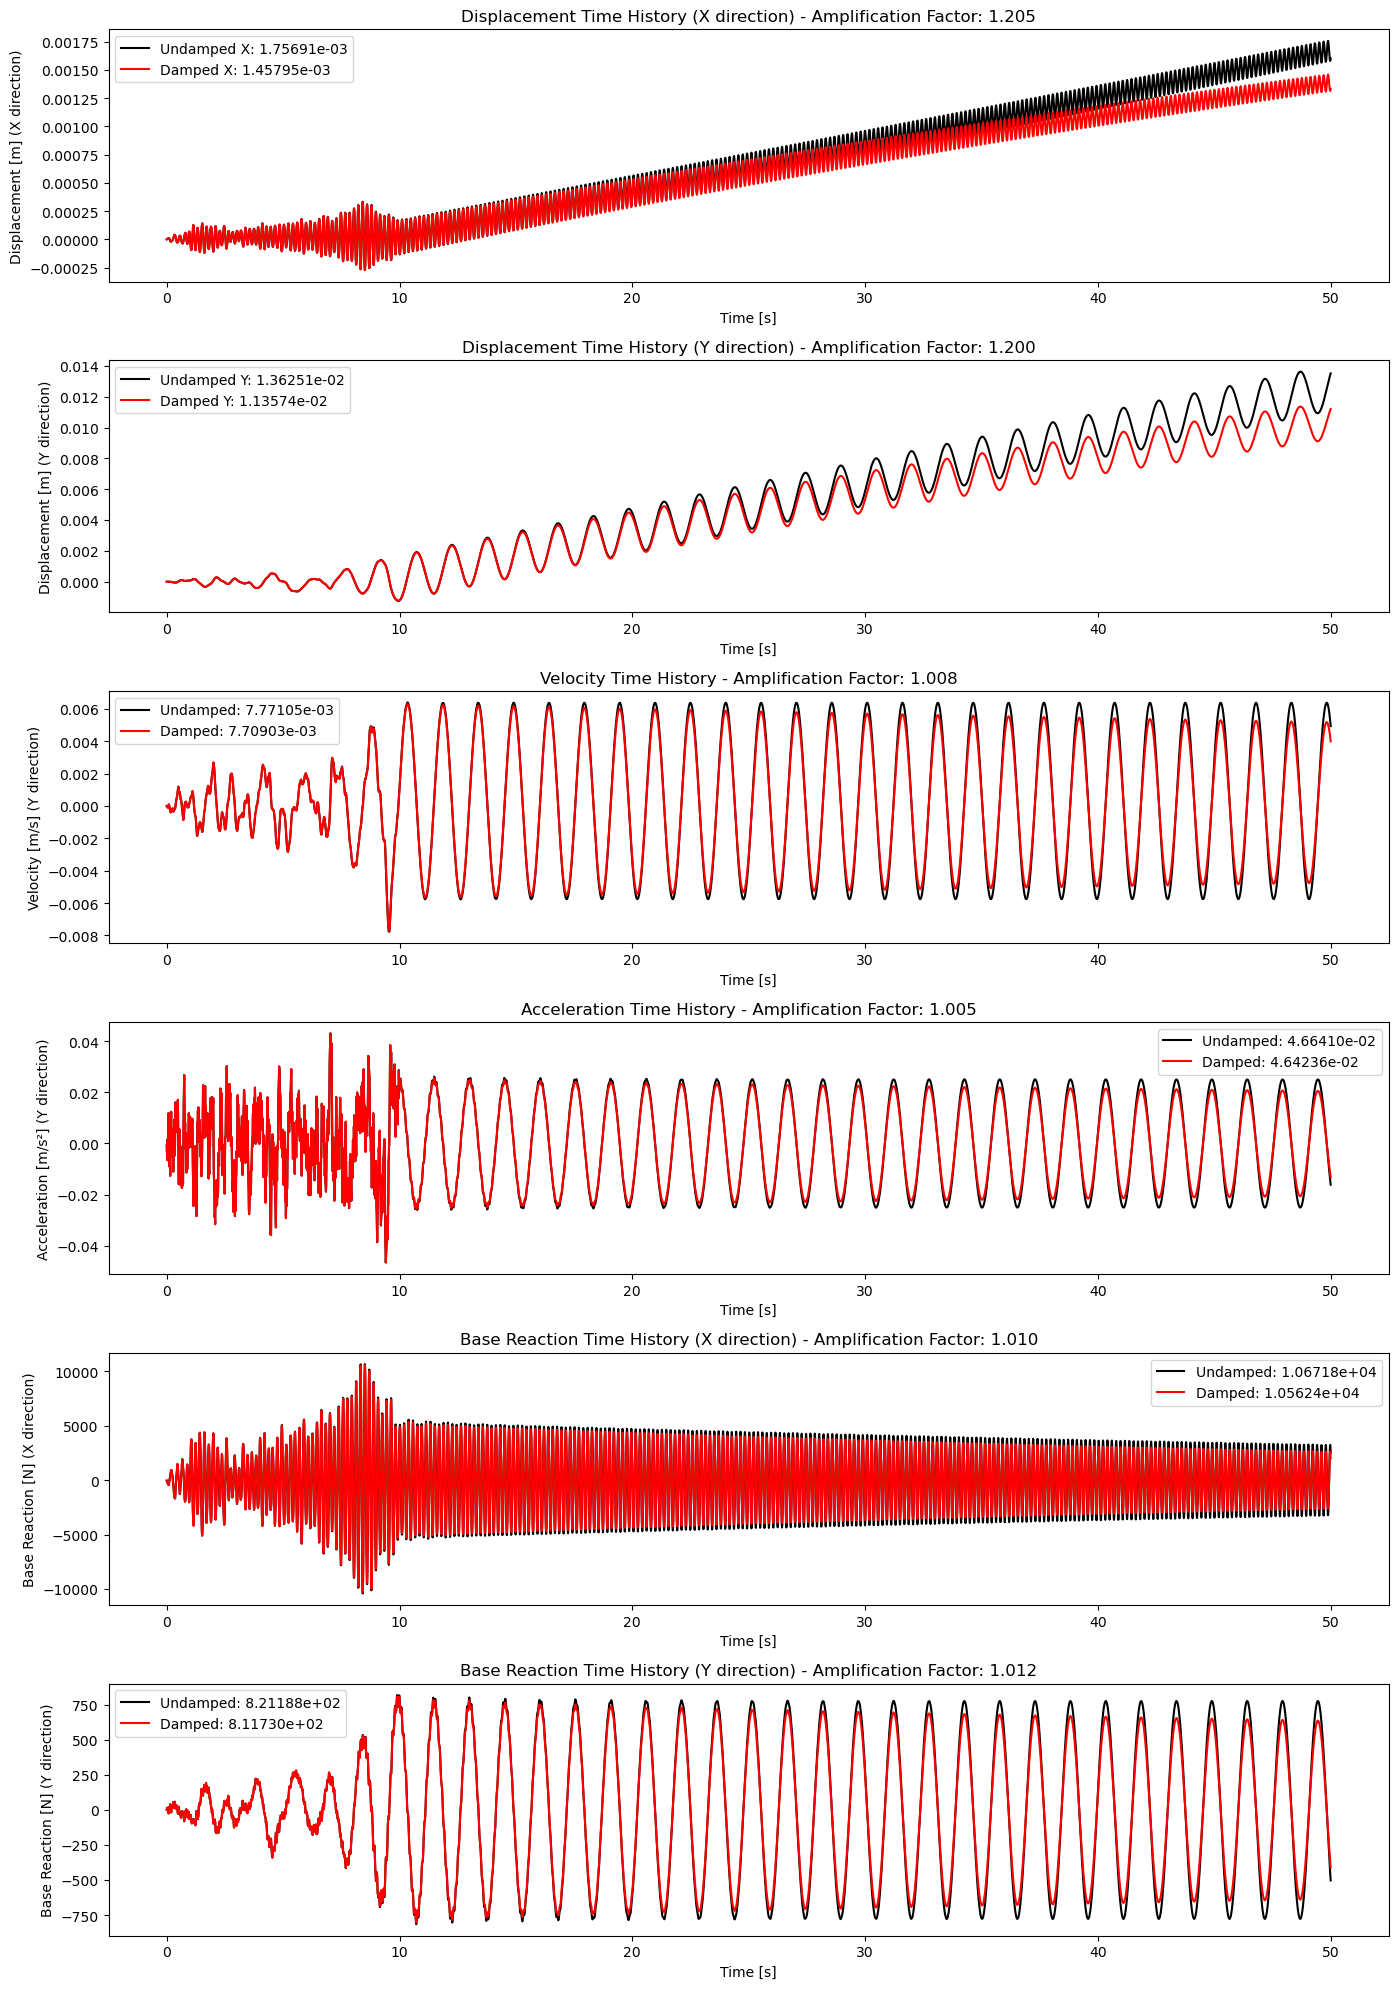 Displacement Time History (X direction) - Amplification Factor: 1.205
Undamped X: 1.75691e-03
Damped X: 1.45795e-03
Displacement [m] (X direction)
0.00175
0.00150
0.00125
0.00100
0.00075
0.00050
0.00025
0.00000
−0.00025
0 10 20 30 40 50
Time [s]
Displacement Time History (Y direction) - Amplification Factor: 1.200
Undamped Y: 1.36251e-02
Damped Y: 1.13574e-02
Displacement [m] (Y direction)
0.014
0.012
0.010
0.008
0.006
0.004
0.002
0.000
0 10 20 30 40 50
Time [s]
Velocity Time History - Amplification Factor: 1.008
Undamped: 7.77105e-03
Damped: 7.70903e-03
Velocity [m/s] (Y direction)
0.006
0.004
0.002
0.000
−0.002
−0.004
−0.006
−0.008
0 10 20 30 40 50
Time [s]
Acceleration Time History - Amplification Factor: 1.005
Undamped: 4.66410e-02
Damped: 4.64236e-02
Acceleration [m/s²] (Y direction)
0.04
0.02
0.00
−0.02
−0.04
0 10 20 30 40 50
Time [s]
Base Reaction Time History (X direction) - Amplification Factor: 1.010
Undamped: 1.06718e+04
Damped: 1.05624e+04
Base Reaction [N] (X direction)
10000
5000
0
−5000
−10000
0 10 20 30 40 50
Time [s]
Base Reaction Time History (Y direction) - Amplification Factor: 1.012
Undamped: 8.21188e+02
Damped: 8.11730e+02
Base Reaction [N] (Y direction)
750
500
250
0
−250
−500
−750
0 10 20 30 40 50
Time [s]